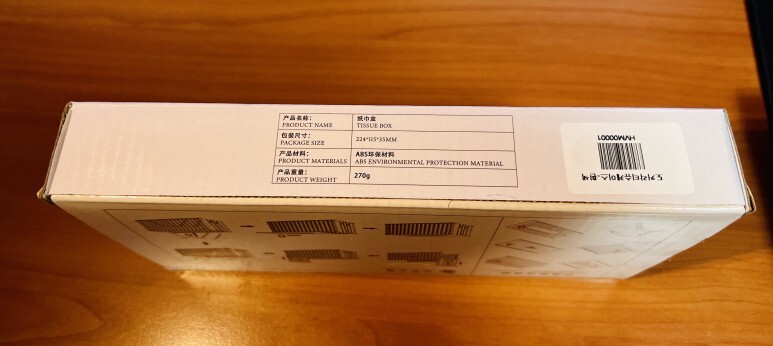 产品名称:
PRODUCT NAME
纸巾盒
TISSUE BOX
包装尺寸:
PACKAGE SIZE
224*115*35MM
产品材料:
PRODUCT MATERIALS
ABS环保材料
ABS ENVIRONMENTAL PROTECTION MATERIAL
产品重量:
PRODUCT WEIGHT
270g
HVM00001